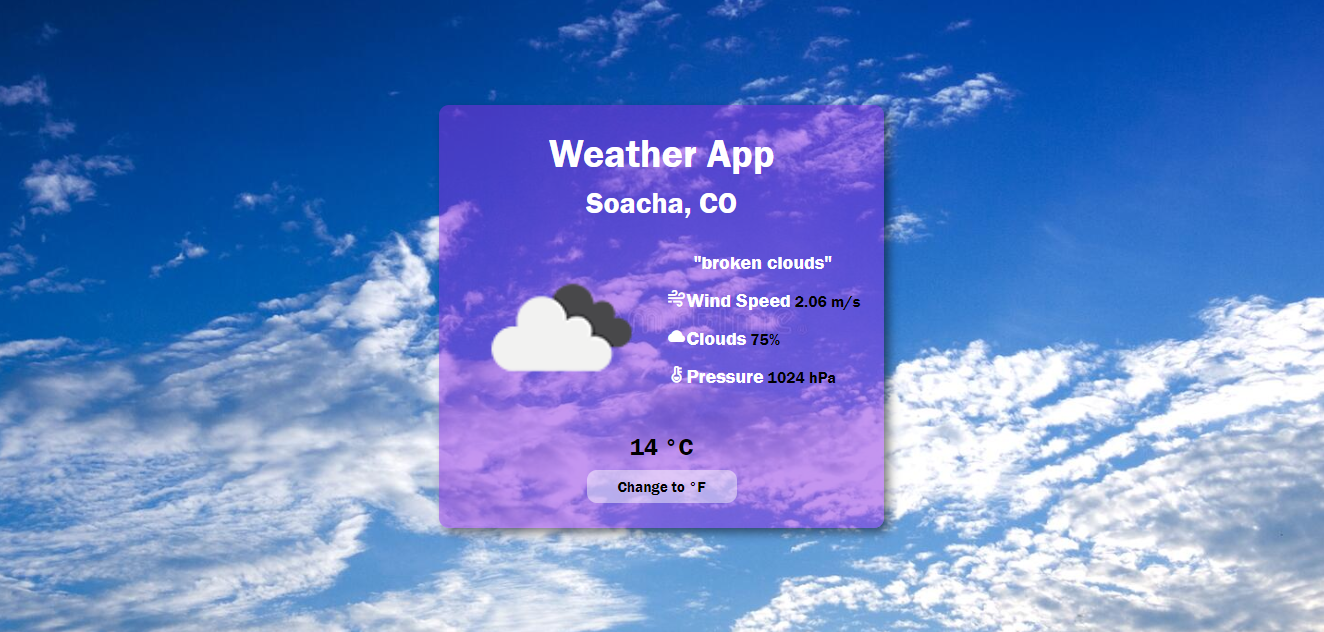 Weather App
Soacha, CO
"broken clouds"
Wind Speed 2.06 m/s
Clouds 75%
Pressure 1024 hPa
14 °C
Change to °F